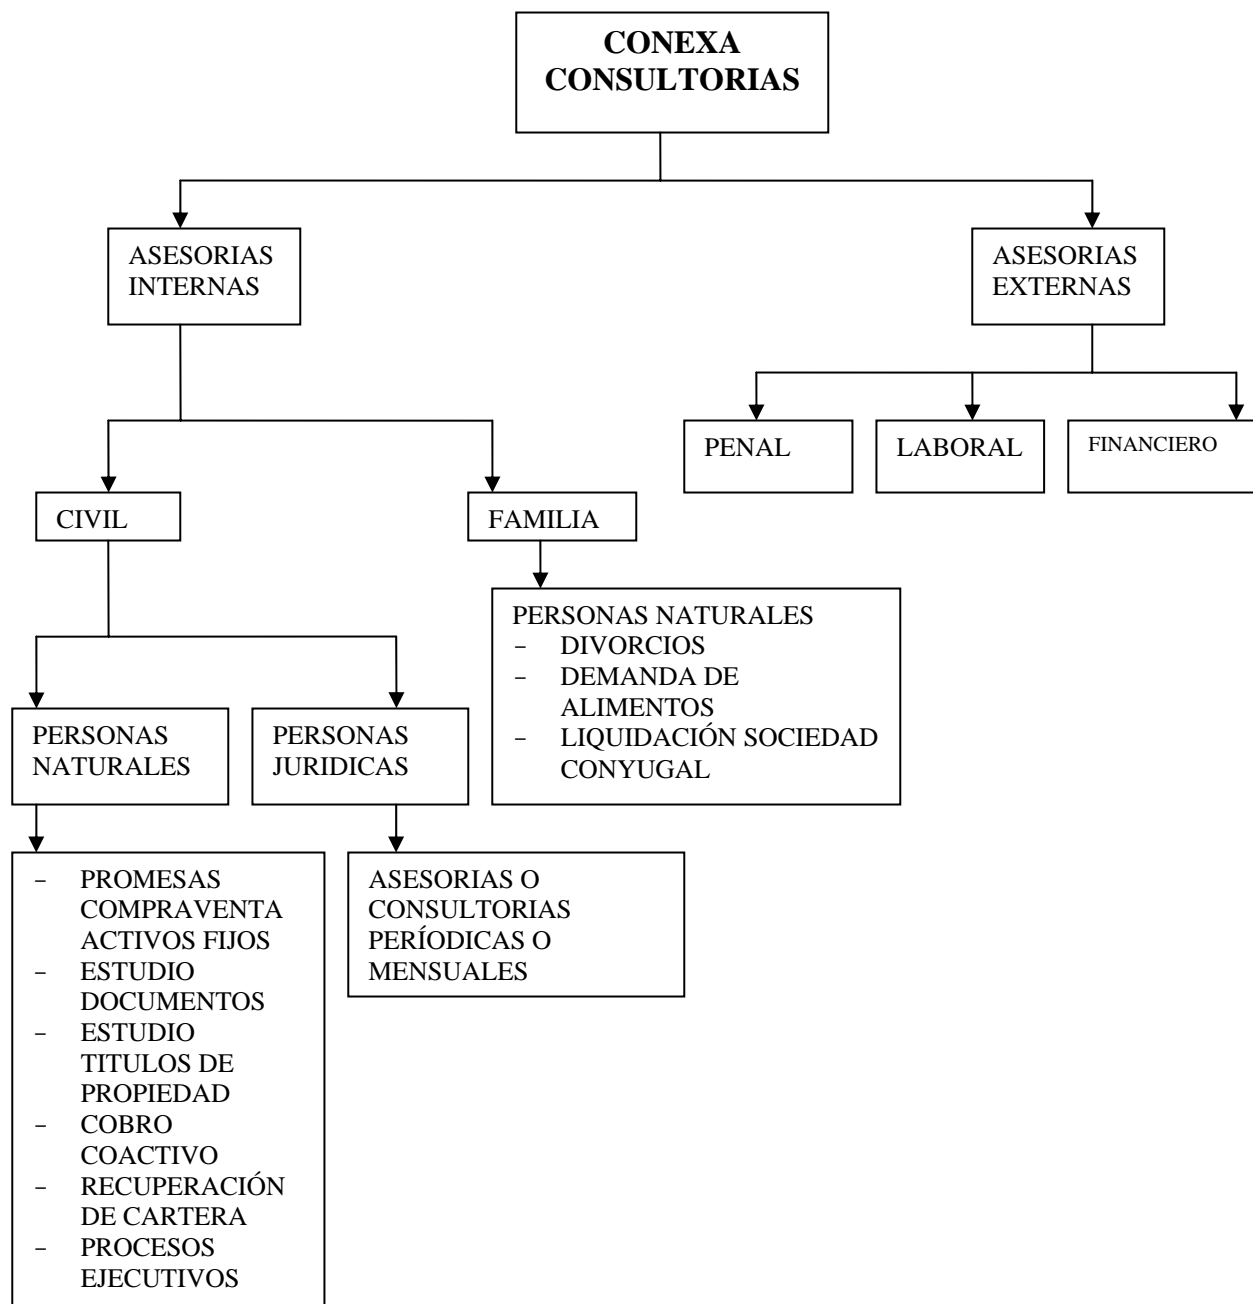 CONEXA
CONSULTORIAS
ASESORIAS
INTERNAS
ASESORIAS
EXTERNAS
PENAL
LABORAL
FINANCIERO
CIVIL
FAMILIA
PERSONAS NATURALES
- DIVORCIOS
- DEMANDA DE
ALIMENTOS
- LIQUIDACIÓN SOCIEDAD
CONYUGAL
PERSONAS
NATURALES
PERSONAS
JURIDICAS
- PROMESAS
COMPRAVENTA
ACTIVOS FIJOS
- ESTUDIO
DOCUMENTOS
- ESTUDIO
TITULOS DE
PROPIEDAD
- COBRO
COACTIVO
- RECUPERACIÓN
DE CARTERA
- PROCESOS
EJECUTIVOS
ASESORIAS O
CONSULTORIAS
PERÍODICAS O
MENSUALES